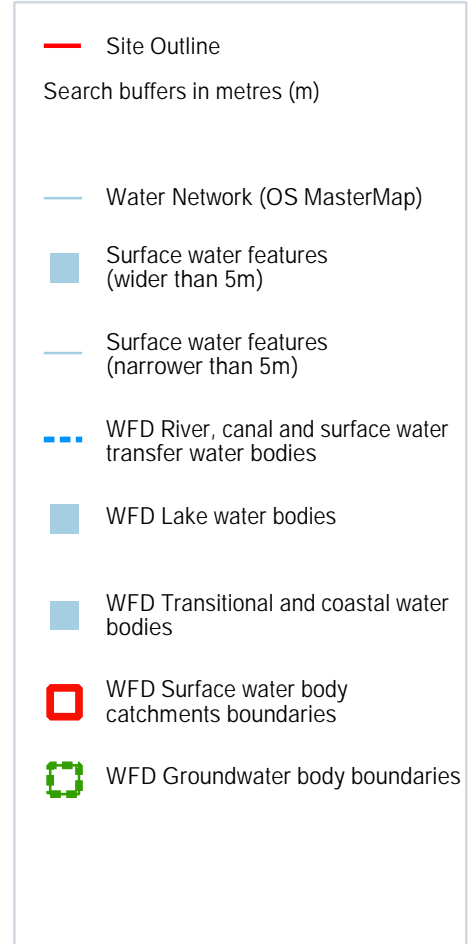 Site Outline
Search buffers in metres (m)
Water Network (OS MasterMap)
Surface water features
(wider than 5m)
Surface water features
(narrower than 5m)
WFD River, canal and surface water
transfer water bodies
WFD Lake water bodies
WFD Transitional and coastal water
bodies
WFD Surface water body
catchments boundaries
WFD Groundwater body boundaries